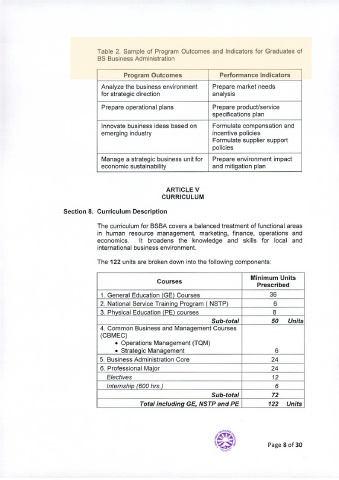 Table 2. Sample of Program Outcomes and Indicators for Graduates of
BS Business Administration
Program Outcomes
Performance Indicators
Analyze the business environment
for strategic direction
Prepare market needs
analysis
Prepare operational plans
Prepare product/service
specifications plan
Innovate business ideas based on
emerging industry
Formulate compensation and
incentive policies
Formulate supplier support
policies
Manage a strategic business unit for
economic sustainability
Prepare environment impact
and mitigation plan
ARTICLE V
CURRICULUM
Section 8. Curriculum Description
The curriculum for BSBA covers a balanced treatment of functional areas
in human resource management, marketing, finance, operations and
economics. It broadens the knowledge and skills for local and
international business environment.
The 122 units are broken down into the following components:
Courses
Minimum Units
Prescribed
1. General Education (GE) Courses 36
2. National Service Training Program ( NSTP) 6
3. Physical Education (PE) courses 8
Sub-total 50 Units
4. Common Business and Management Courses
(CBMEC)
• Operations Management (TQM)
• Strategic Management 6
5. Business Administration Core 24
6. Professional Major 24
Electives 12
Internship (600 hrs.) 6
Sub-total 72
Total including GE, NSTP and PE 122 Units
Page 8 of 30